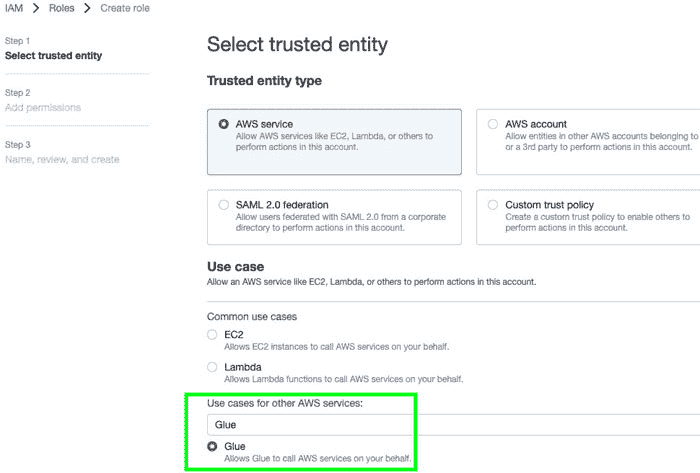 IAM > Roles > Create role
Step 1
Select trusted entity
Step 2
Add permissions
Step 3
Name, review, and create
Select trusted entity
Trusted entity type
AWS service
Allow AWS services like EC2, Lambda, or others to
perform actions in this account.
AWS account
Allow entities in other AWS accounts belonging to
or a 3rd party to perform actions in this account.
SAML 2.0 federation
Allow users federated with SAML 2.0 from a corporate
directory to perform actions in this account.
Custom trust policy
Create a custom trust policy to enable others to
perform actions in this account.
Use case
Allow an AWS service like EC2, Lambda, or others to perform actions in this account.
Common use cases
EC2
Allows EC2 instances to call AWS services on your behalf.
Lambda
Allows Lambda functions to call AWS services on your behalf.
Use cases for other AWS services:
Glue
Glue
Allows Glue to call AWS services on your behalf.